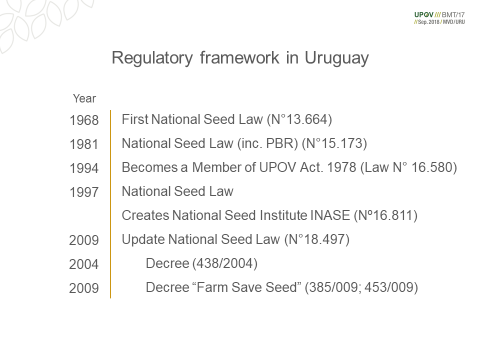 UPOV /// BMT/17
//Sep. 2018 / MVD/URU
Regulatory framework in Uruguay
Year
1968 First National Seed Law (N°13.664)
1981 National Seed Law (inc. PBR) (N°15.173)
1994 Becomes a Member of UPOV Act. 1978 (Law N° 16.580)
1997 National Seed Law
Creates National Seed Institute INASE (Nº16.811)
2009 Update National Seed Law (N°18.497)
2004 Decree (438/2004)
2009 Decree “Farm Save Seed” (385/009; 453/009)